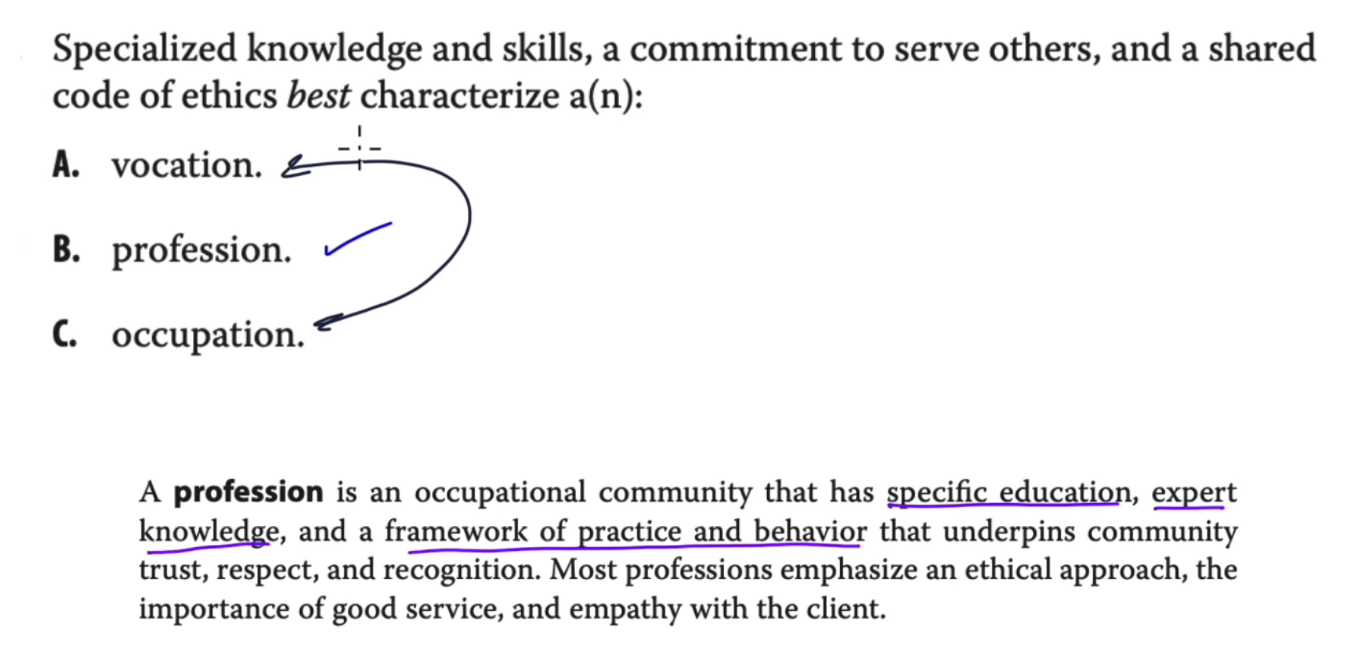 Specialized knowledge and skills, a commitment to serve others, and a shared
code of ethics best characterize a(n):
A. vocation.
B. profession.
C. occupation.
A profession is an occupational community that has specific education, expert
knowledge, and a framework of practice and behavior that underpins community
trust, respect, and recognition. Most professions emphasize an ethical approach, the
importance of good service, and empathy with the client.